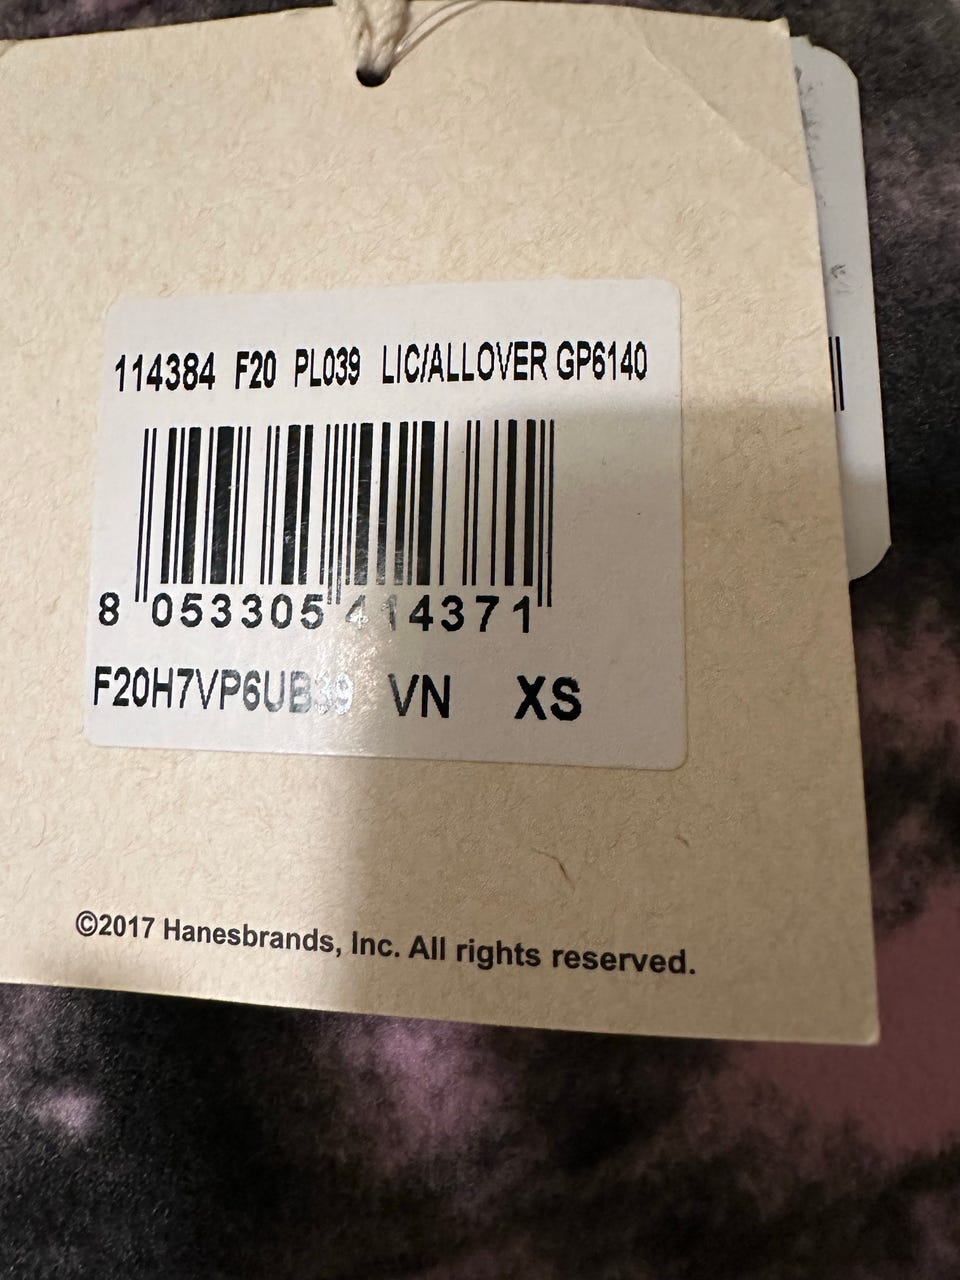 114384 F20 PL039 LIC/ALLOVER GP6140
8 053305 414371
F20H7VP6UB39 VN XS
©2017 Hanesbrands, Inc. All rights reserved.